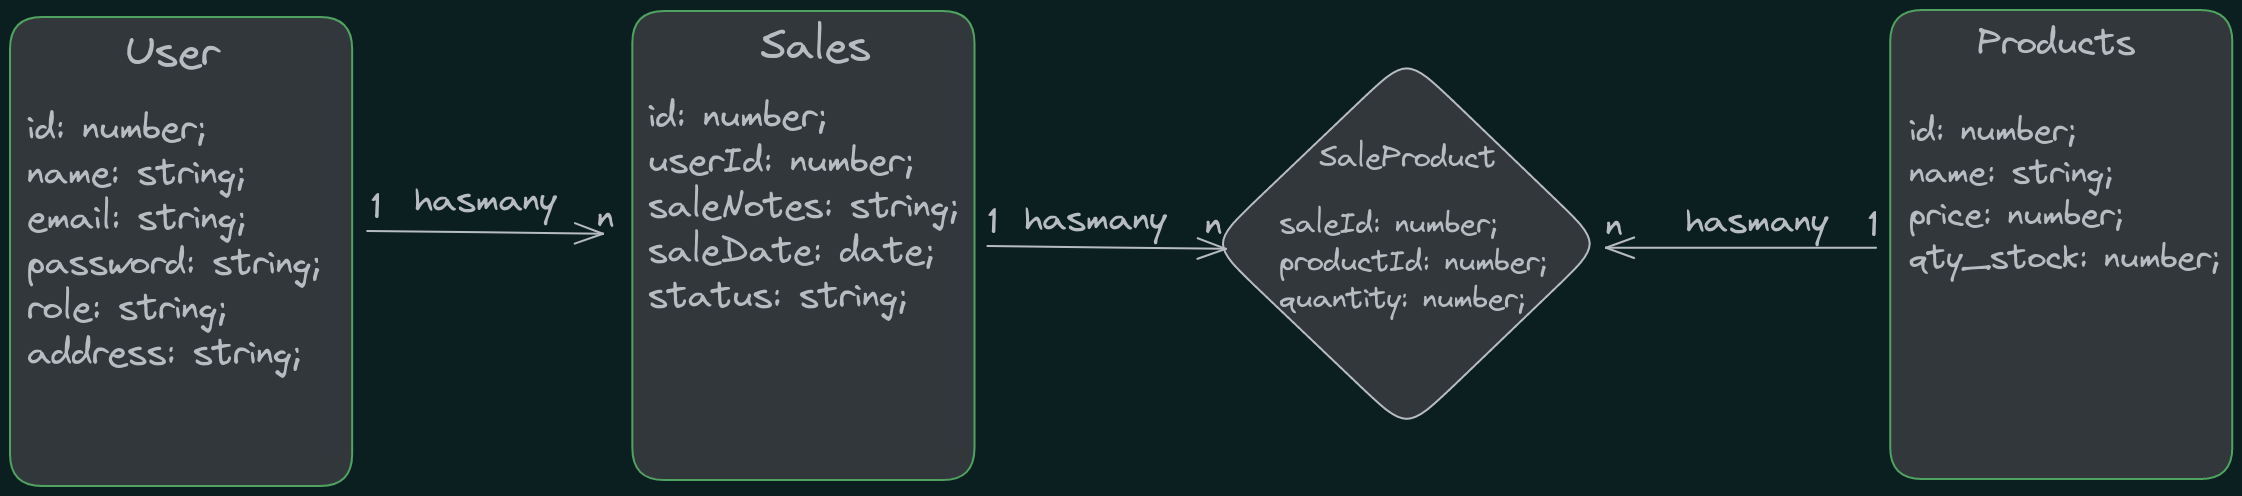 User
id: number;
name: string;
email: string;
password: string;
role: string;
address: string;
1 hasmany n
Sales
id: number;
userId: number;
saleNotes: string;
saleDate: date;
status: string;
1 hasmany n
SaleProduct
saleId: number;
productId: number;
quantity: number;
n hasmany 1
Products
id: number;
name: string;
price: number;
qty_stock: number;